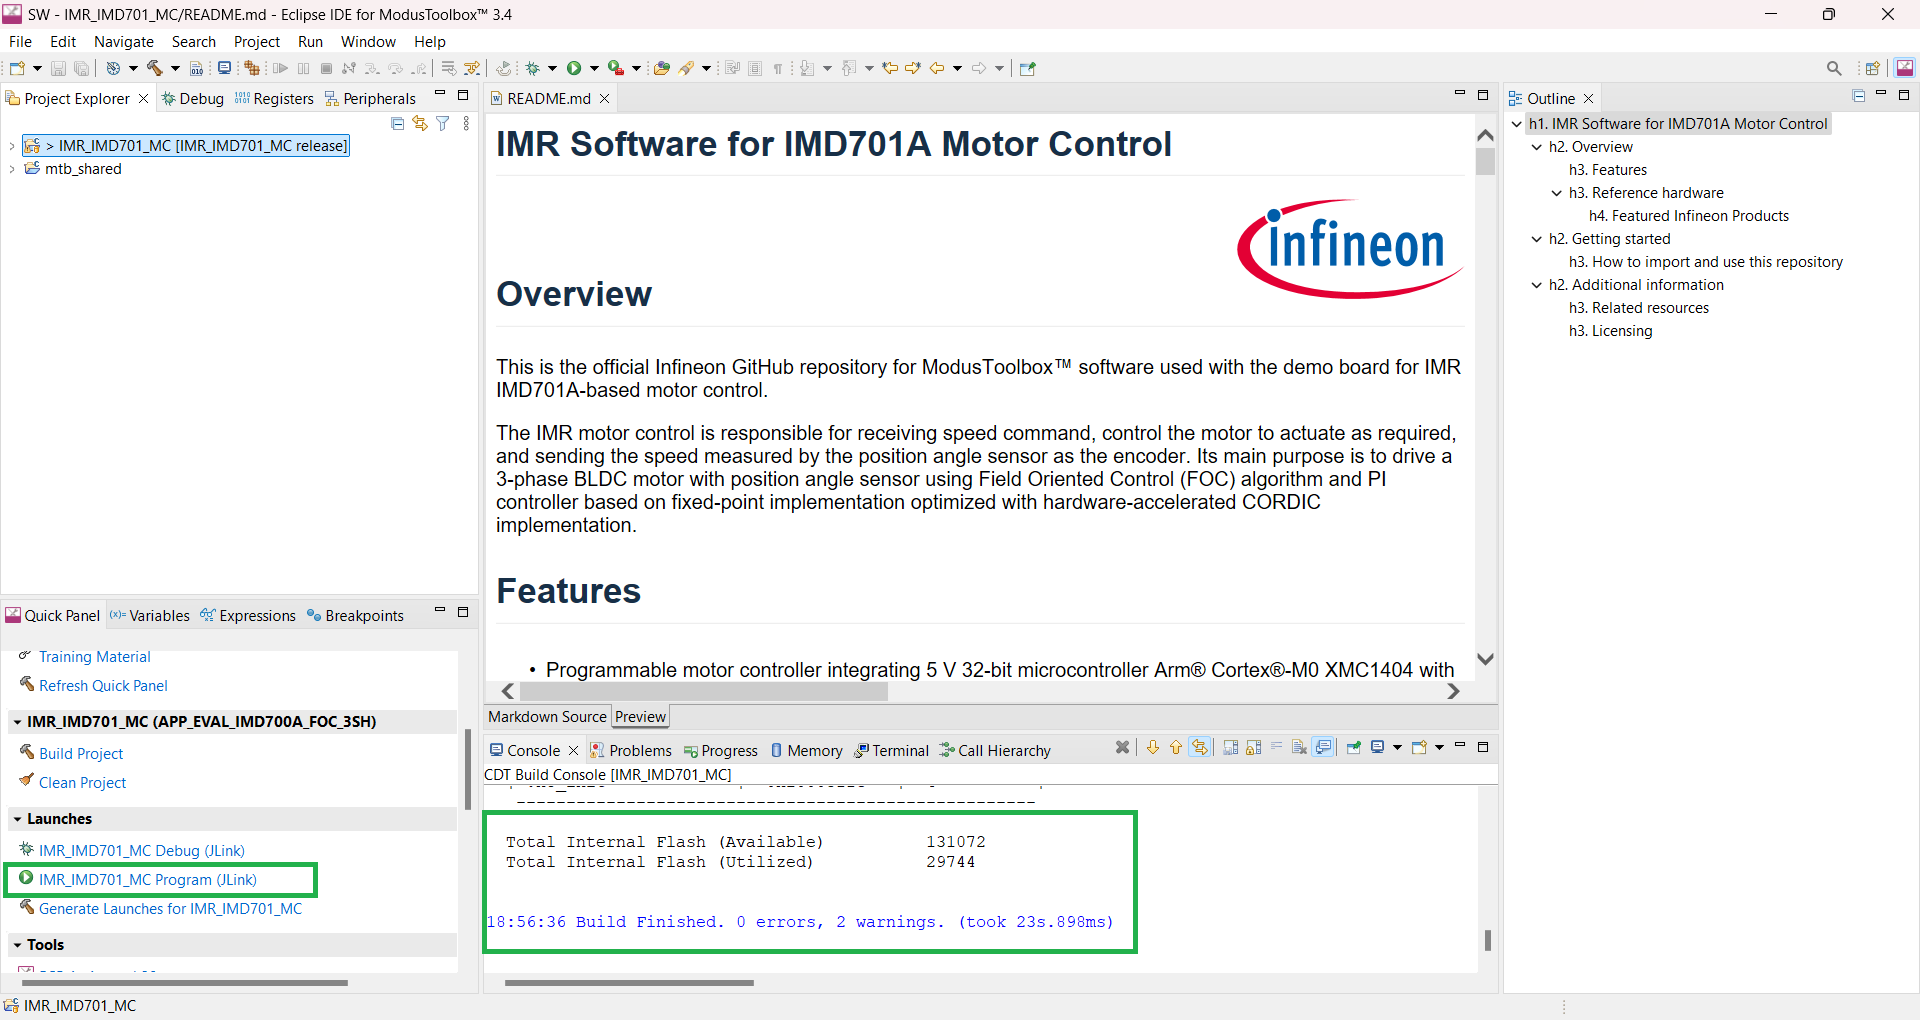 SW - IMR_IMD701_MC/README.md - Eclipse IDE for ModusToolbox™ 3.4
File Edit Navigate Search Project Run Window Help
Project Explorer
Debug
Registers
Peripherals
> IMR_IMD701_MC [IMR_IMD701_MC release]
mtb_shared
README.md
IMR Software for IMD701A Motor Control
infineon
Overview
This is the official Infineon GitHub repository for ModusToolbox™ software used with the demo board for IMR
IMD701A-based motor control.
The IMR motor control is responsible for receiving speed command, control the motor to actuate as required,
and sending the speed measured by the position angle sensor as the encoder. Its main purpose is to drive a
3-phase BLDC motor with position angle sensor using Field Oriented Control (FOC) algorithm and PI
controller based on fixed-point implementation optimized with hardware-accelerated CORDIC
implementation.
Features
• Programmable motor controller integrating 5 V 32-bit microcontroller Arm® Cortex®-M0 XMC1404 with
Markdown Source
Preview
Outline
h1. IMR Software for IMD701A Motor Control
h2. Overview
h3. Features
h3. Reference hardware
h4. Featured Infineon Products
h2. Getting started
h3. How to import and use this repository
h2. Additional information
h3. Related resources
h3. Licensing
Quick Panel
Variables
Expressions
Breakpoints
Training Material
Refresh Quick Panel
IMR_IMD701_MC (APP_EVAL_IMD700A_FOC_3SH)
Build Project
Clean Project
Launches
IMR_IMD701_MC Debug (JLink)
IMR_IMD701_MC Program (JLink)
Generate Launches for IMR_IMD701_MC
Tools
Console
Problems
Progress
Memory
Terminal
Call Hierarchy
CDT Build Console [IMR_IMD701_MC]
Total Internal Flash (Available) 131072
Total Internal Flash (Utilized) 29744
18:56:36 Build Finished. 0 errors, 2 warnings. (took 23s.898ms)
IMR_IMD701_MC